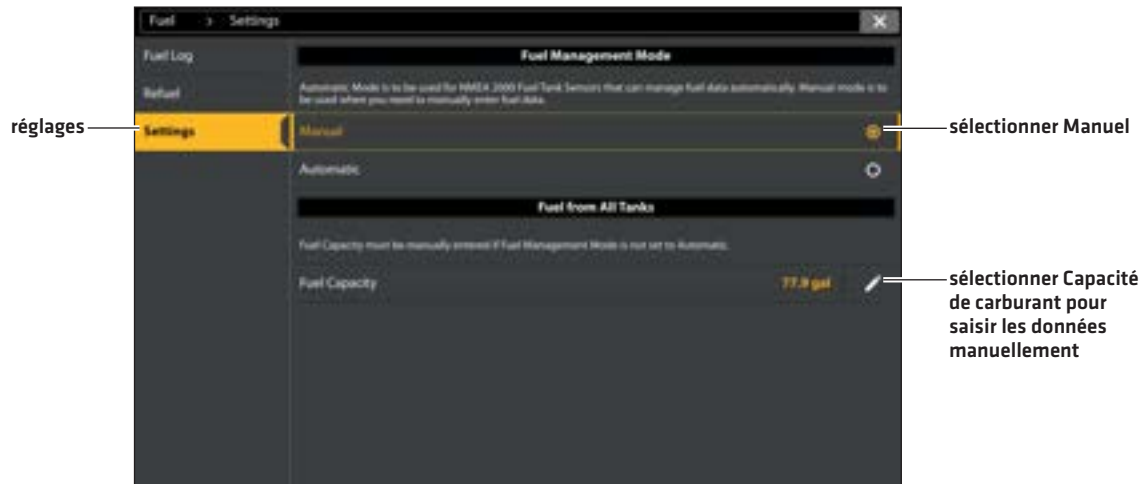 Fuel > Settings
Fuel Log
Fuel Management Mode
Refuel
Automatic Mode is to be used for NMEA 2000 Fuel Tank Sensors that can manage fuel data automatically. Manual mode is to
be used when you need to manually enter fuel data.
réglages
Settings
Manual
sélectionner Manuel
Automatic
Fuel from All Tanks
Fuel Capacity must be manually entered if Fuel Management Mode is not set to Automatic.
Fuel Capacity
77.9 gal
sélectionner Capacité
de carburant pour
saisir les données
manuellement